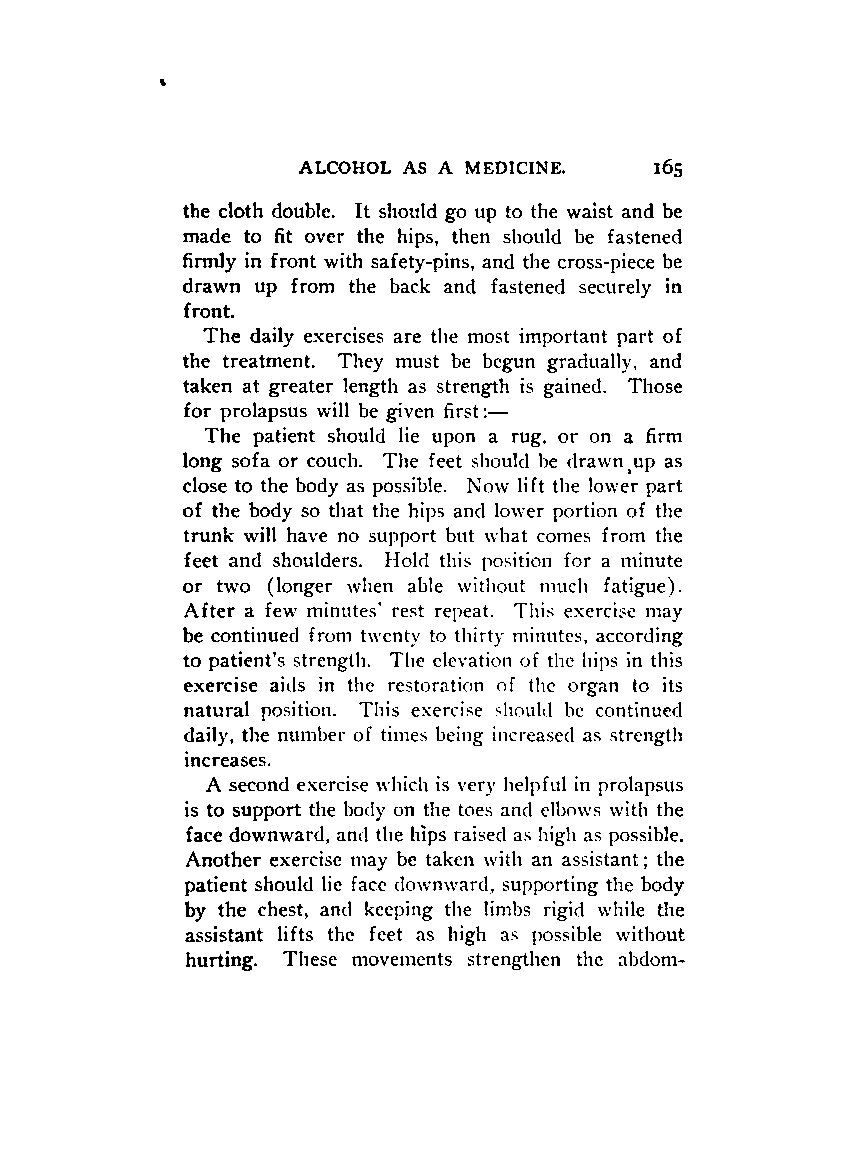 ALCOHOL AS A MEDICINE. 165
the cloth double. It should go up to the waist and be
made to fit over the hips, then should be fastened
firmly in front with safety-pins, and the cross-piece be
drawn up from the back and fastened securely in
front.
The daily exercises are the most important part of
the treatment. They must be begun gradually, and
taken at greater length as strength is gained. Those
for prolapsus will be given first:—
The patient should lie upon a rug, or on a firm
long sofa or couch. The feet should be drawn up as
close to the body as possible. Now lift the lower part
of the body so that the hips and lower portion of the
trunk will have no support but what comes from the
feet and shoulders. Hold this position for a minute
or two (longer when able without much fatigue).
After a few minutes' rest repeat. This exercise may
be continued from twenty to thirty minutes, according
to patient's strength. The elevation of the hips in this
exercise aids in the restoration of the organ to its
natural position. This exercise should be continued
daily, the number of times being increased as strength
increases.
A second exercise which is very helpful in prolapsus
is to support the body on the toes and elbows with the
face downward, and the hips raised as high as possible.
Another exercise may be taken with an assistant; the
patient should lie face downward, supporting the body
by the chest, and keeping the limbs rigid while the
assistant lifts the feet as high as possible without
hurting. These movements strengthen the abdom-